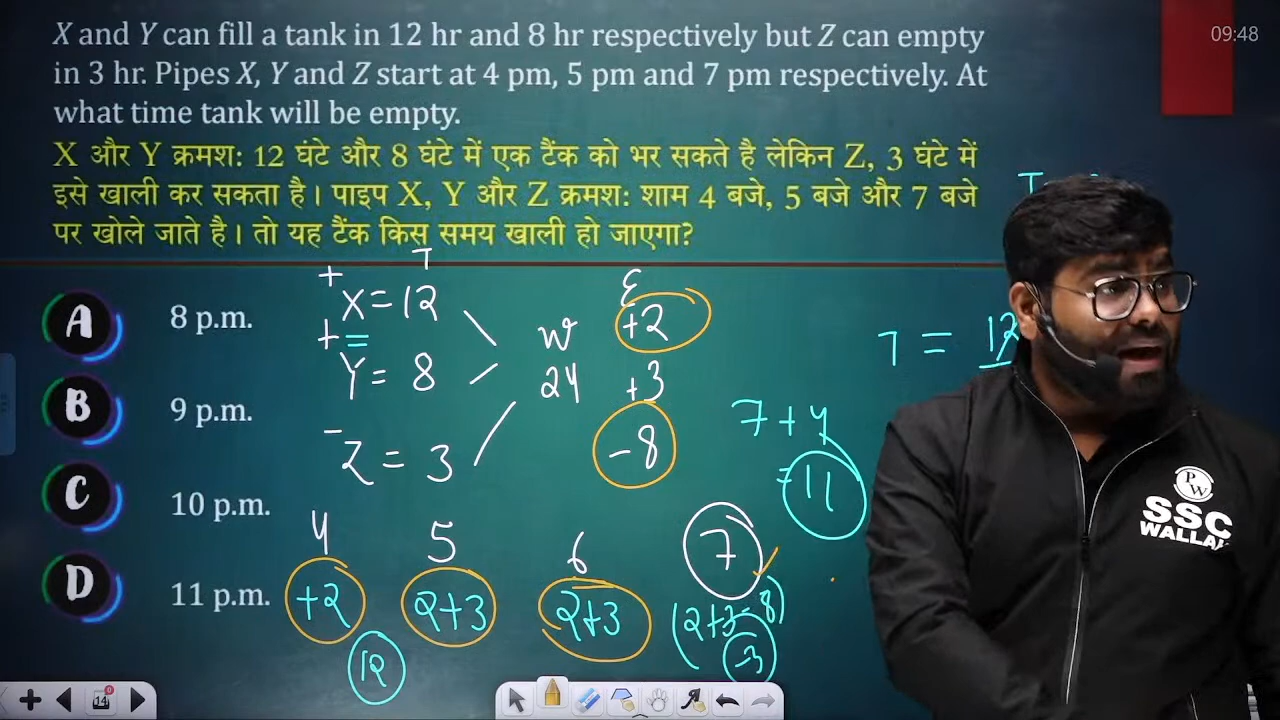 09:48
X and Y can fill a tank in 12 hr and 8 hr respectively but Z can empty
in 3 hr. Pipes X, Y and Z start at 4 pm, 5 pm and 7 pm respectively. At
what time tank will be empty.
X और Y क्रमश: 12 घंटे और 8 घंटे में एक टैंक को भर सकते है लेकिन Z, 3 घंटे में
इसे खाली कर सकता है। पाइप X, Y और Z क्रमश: शाम 4 बजे, 5 बजे और 7 बजे
पर खोले जाते है। तो यह टैंक किस समय खाली हो जाएगा?
A 8 p.m.
B 9 p.m.
C 10 p.m.
D 11 p.m.
T
+ X = 12
+ Y = 8
- Z = 3
W
24
E
+2
+3
-8
T = 12
7+4
= 11
4 5 6 7
+2 2+3 2+3 (2+3-8)
12 -3
PW
SSC
WALLAH
14